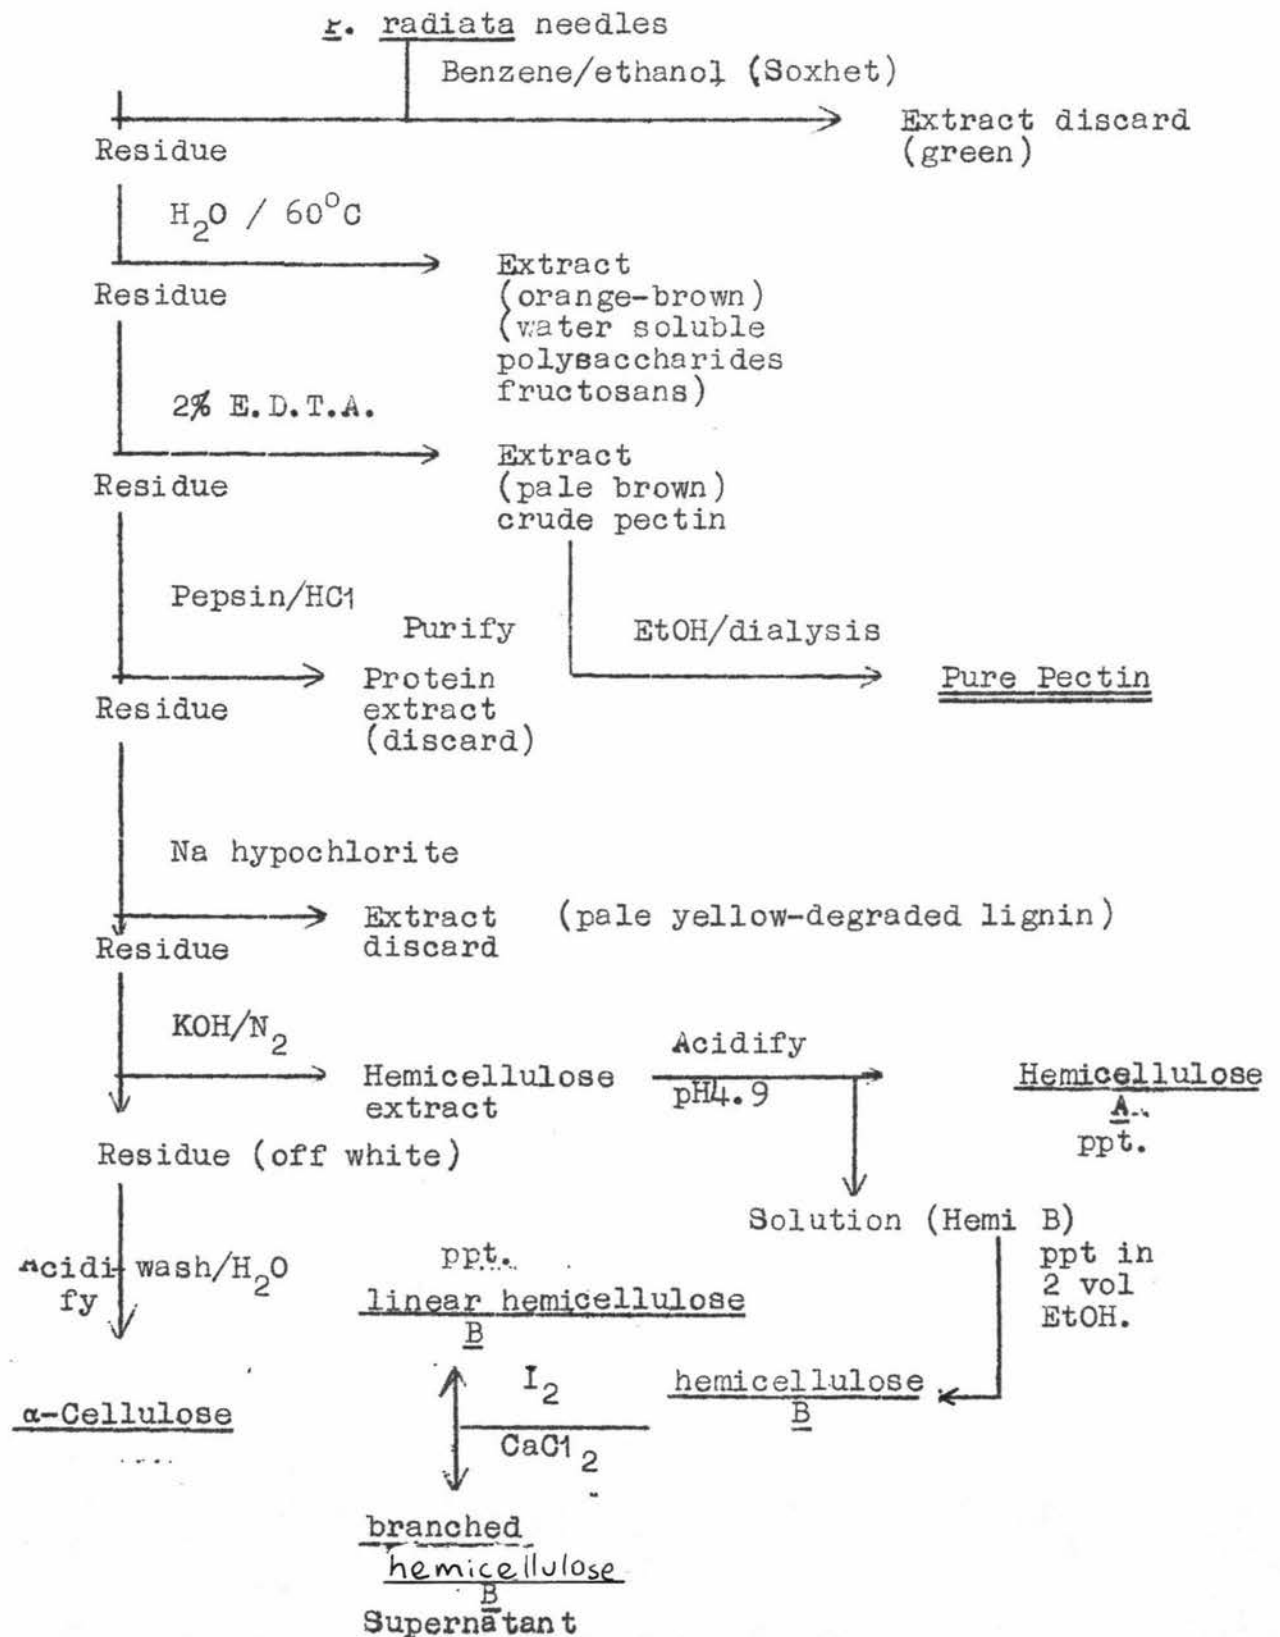 P. radiata needles
Benzene/ethanol (Soxhet)
Extract discard
(green)
Residue
H2O / 60°C
Extract
(orange-brown)
(water soluble
polysaccharides
fructosans)
Residue
2% E.D.T.A.
Extract
(pale brown)
crude pectin
Residue
Pepsin/HCl
Purify
EtOH/dialysis
Protein
extract
(discard)
Pure Pectin
Residue
Na hypochlorite
Extract
discard
(pale yellow-degraded lignin)
Residue
KOH/N2
Hemicellulose
extract
Acidify
pH4.9
Hemicellulose
A
ppt.
Residue (off white)
Solution (Hemi B)
ppt in
2 vol
EtOH.
Acidi wash/H2O
fy
ppt.
linear hemicellulose
B
I2
CaCl2
hemicellulose
B
α-Cellulose
branched
hemicellulose
B
Supernatant